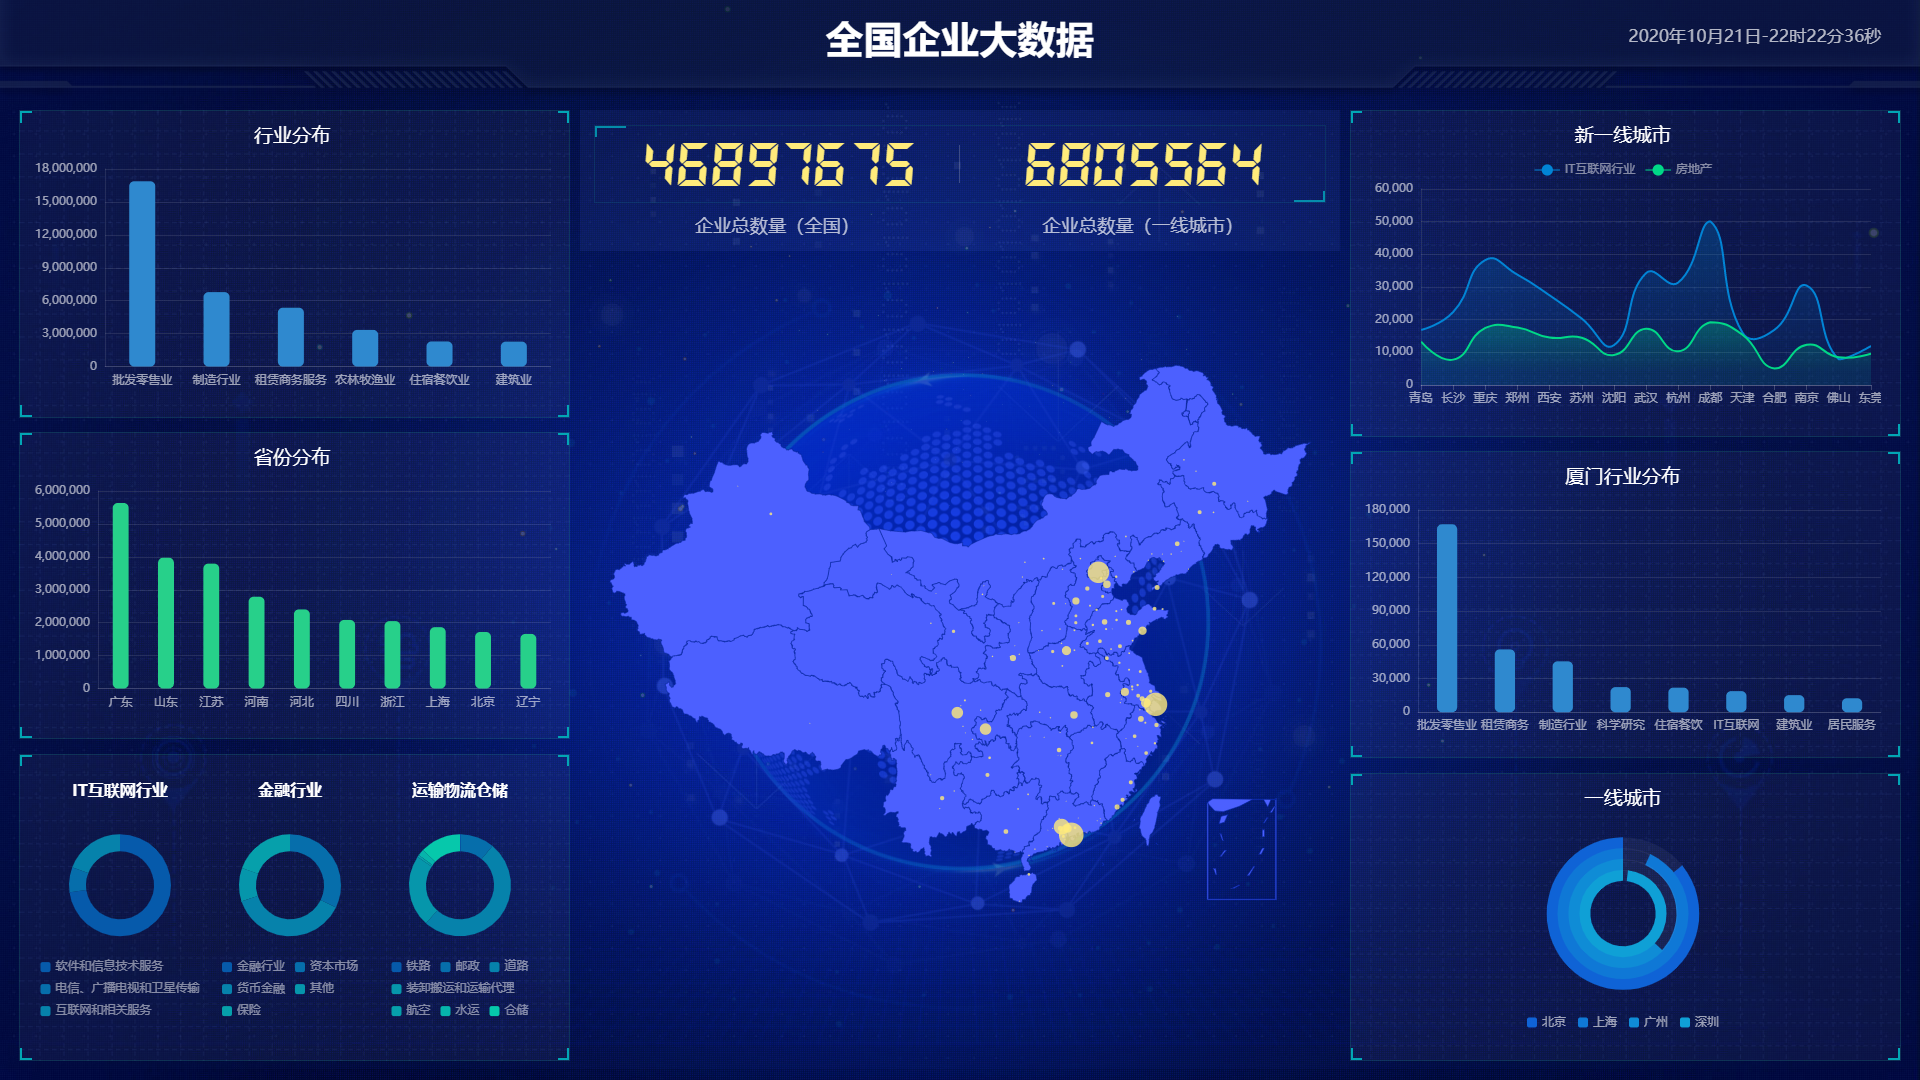 全国企业大数据
2020年10月21日-22时22分36秒
行业分布
18,000,000
15,000,000
12,000,000
9,000,000
6,000,000
3,000,000
0
批发零售业 制造行业 租赁商务服务 农林牧渔业 住宿餐饮业 建筑业
省份分布
6,000,000
5,000,000
4,000,000
3,000,000
2,000,000
1,000,000
0
广东 山东 江苏 河南 河北 四川 浙江 上海 北京 辽宁
IT互联网行业
软件和信息技术服务
电信、广播电视和卫星传输
互联网和相关服务
金融行业
金融行业 资本市场
货币金融 其他
保险
运输物流仓储
铁路 邮政 道路
装卸搬运和运输代理
航空 水运 仓储
46897675 6805564
企业总数量（全国） 企业总数量（一线城市）
新一线城市
IT互联网行业 房地产
60,000
50,000
40,000
30,000
20,000
10,000
0
青岛 长沙 重庆 郑州 西安 苏州 沈阳 武汉 杭州 成都 天津 合肥 南京 佛山 东莞
厦门行业分布
180,000
150,000
120,000
90,000
60,000
30,000
0
批发零售业 租赁商务 制造行业 科学研究 住宿餐饮 IT互联网 建筑业 居民服务
一线城市
北京 上海 广州 深圳